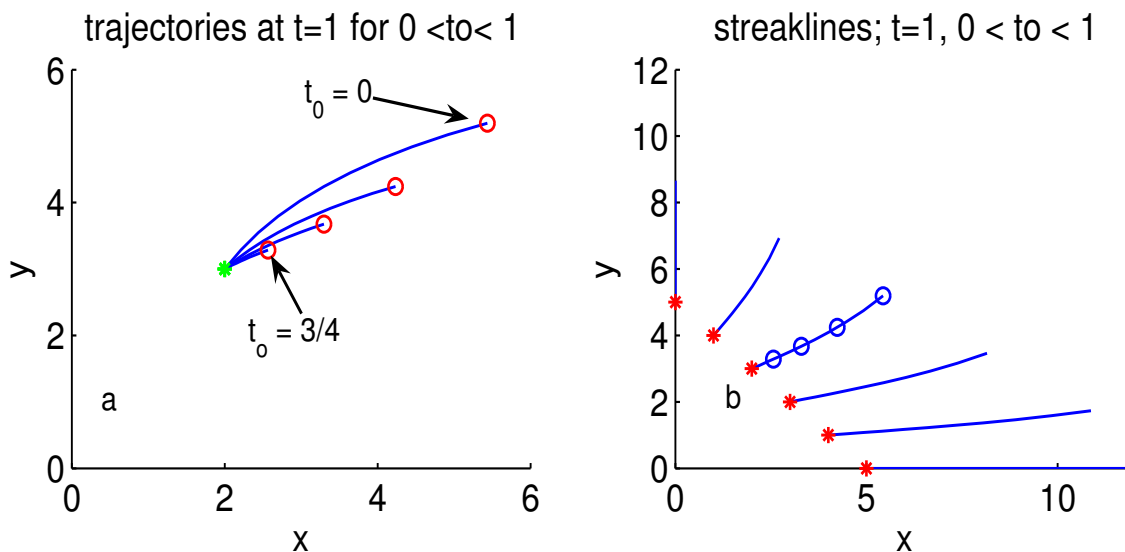 trajectories at t=1 for 0 <to< 1
6
4
2
0
0 2 4 6
y
x
t₀ = 0
tₒ = 3/4
a
streaklines; t=1, 0 < to < 1
12
10
8
6
4
2
0
0 5 10
y
x
b